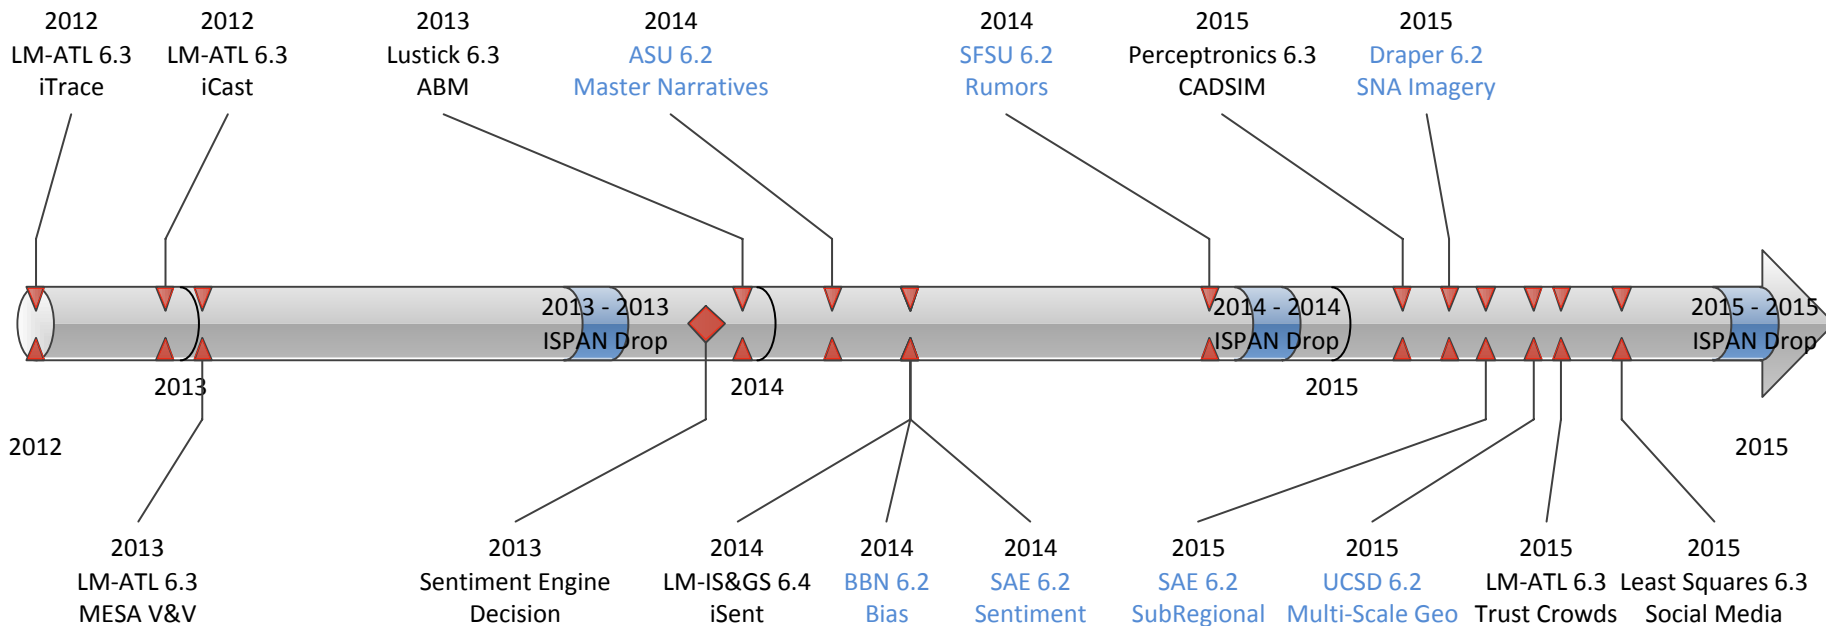 2012
LM-ATL 6.3
iTrace
2012
LM-ATL 6.3
iCast
2013
Lustick 6.3
ABM
2014
ASU 6.2
Master Narratives
2014
SFSU 6.2
Rumors
2015
Perceptronics 6.3
CADSIM
2015
Draper 6.2
SNA Imagery
2013 - 2013
ISPAN Drop
2014 - 2014
ISPAN Drop
2015 - 2015
ISPAN Drop
2013
2014
2015
2012
2015
2013
LM-ATL 6.3
MESA V&V
2013
Sentiment Engine
Decision
2014
LM-IS&GS 6.4
iSent
2014
BBN 6.2
Bias
2014
SAE 6.2
Sentiment
2015
SAE 6.2
SubRegional
2015
UCSD 6.2
Multi-Scale Geo
2015
LM-ATL 6.3
Trust Crowds
2015
Least Squares 6.3
Social Media